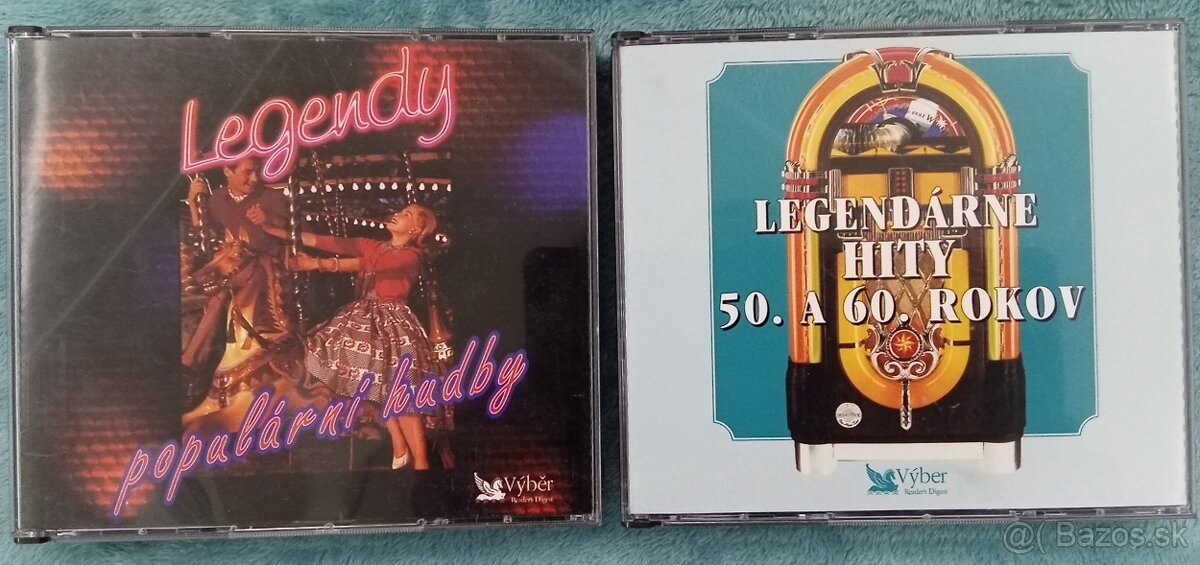 Legendy
populární hudby
Výběr
Reader's Digest
LEGENDÁRNE
HITY
50. A 60. ROKOV
Výber
Reader's Digest
@( Bazos.sk